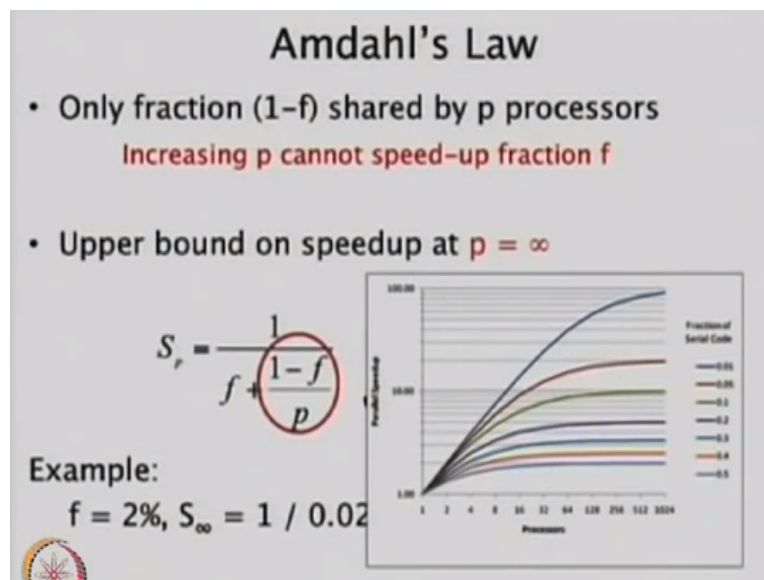 Amdahl's Law
• Only fraction (1-f) shared by p processors
Increasing p cannot speed-up fraction f
• Upper bound on speedup at p = ∞
S_p = 1 / (f + (1-f)/p)
Example:
f = 2%, S∞ = 1 / 0.02
100.00
10.00
1.00
Parallel Speedup
1 2 4 8 16 32 64 128 256 512 1024
Processors
Fraction of
Serial Code
0.01
0.05
0.1
0.2
0.3
0.4
0.5